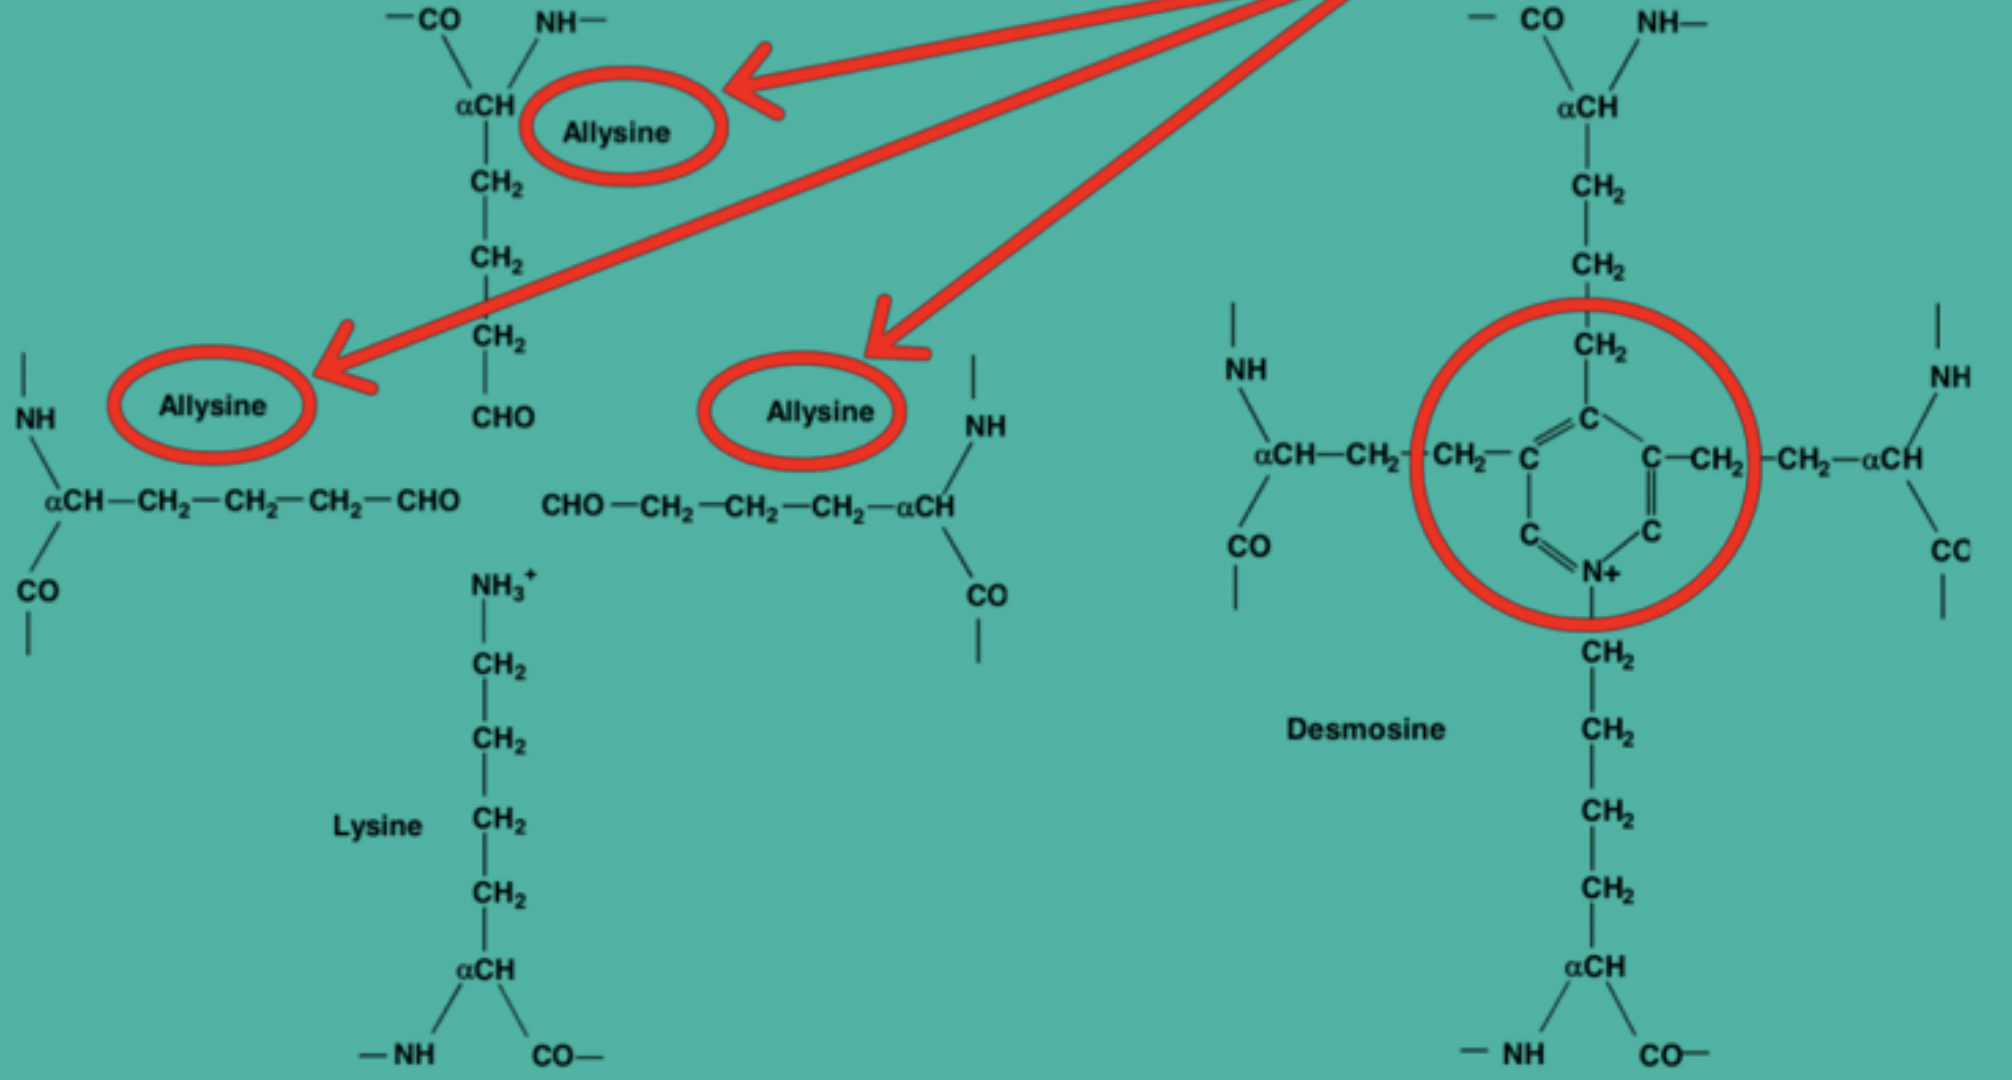 —CO NH— — CO NH—
αCH Allysine αCH
CH₂ CH₂
CH₂ CH₂
CH₂ CH₂
NH NH
Allysine Allysine
NH CHO NH C
αCH—CH₂—CH₂—C C—CH₂—CH₂—αCH
αCH—CH₂—CH₂—CH₂—CHO CHO—CH₂—CH₂—CH₂—αCH
C C
CO CC
NH₃⁺ N+
CO CO
CH₂ CH₂
CH₂ Desmosine CH₂
Lysine CH₂ CH₂
CH₂ CH₂
αCH αCH
— NH CO— — NH CO—